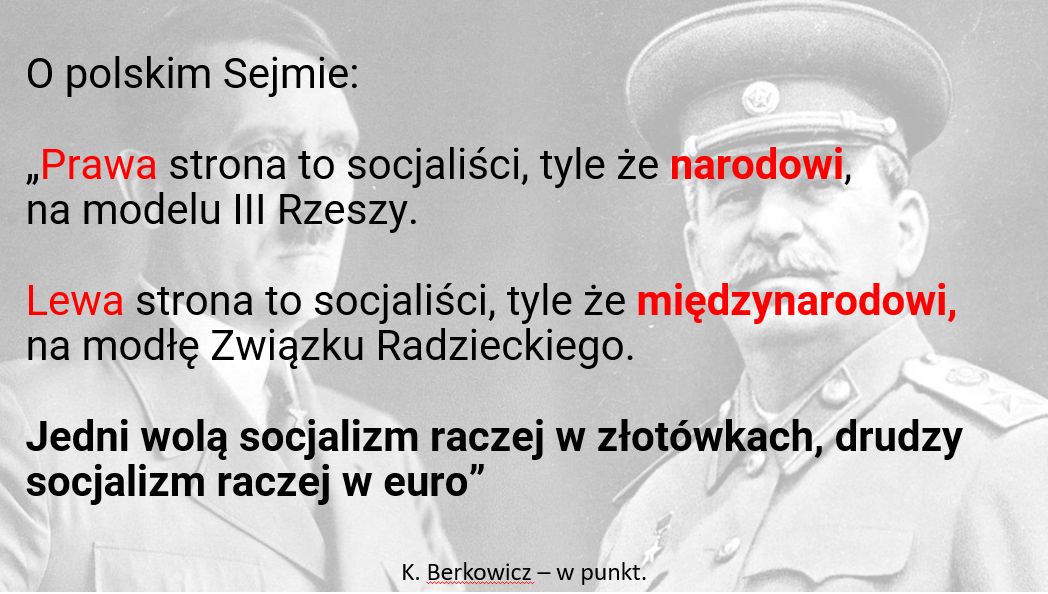 O polskim Sejmie:
„Prawa strona to socjaliści, tyle że narodowi,
na modelu III Rzeszy.
Lewa strona to socjaliści, tyle że międzynarodowi,
na modłę Związku Radzieckiego.
Jedni wolą socjalizm raczej w złotówkach, drudzy
socjalizm raczej w euro”
K. Berkowicz – w punkt.